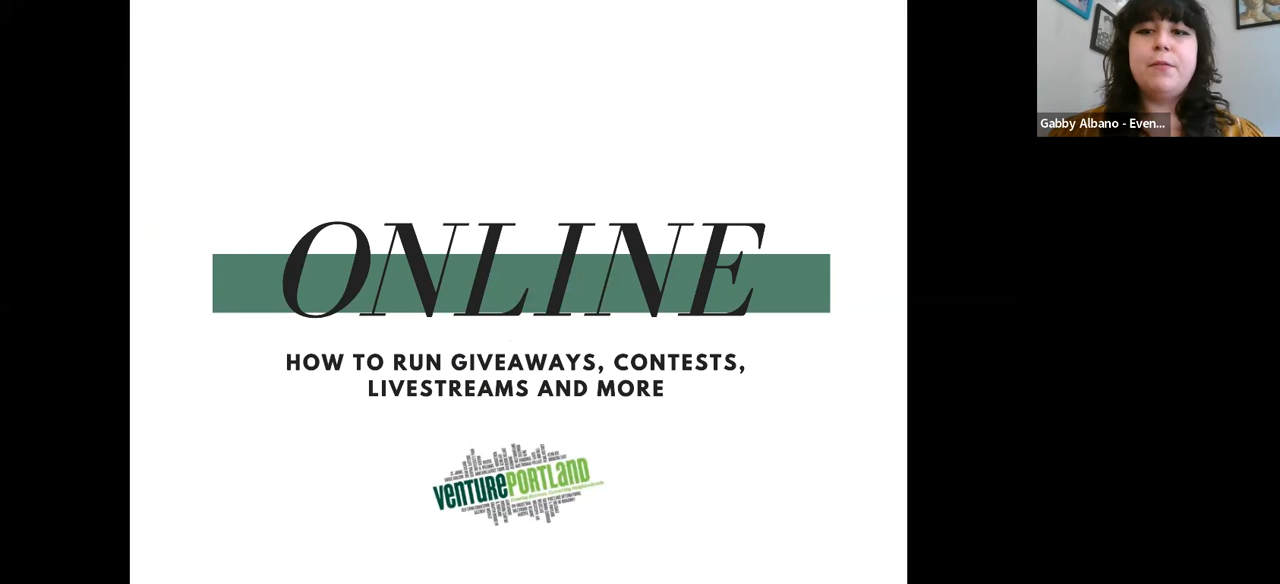 ONLINE
HOW TO RUN GIVEAWAYS, CONTESTS,
LIVESTREAMS AND MORE
VENTUREPORTLAND
Gabby Albano - Even...